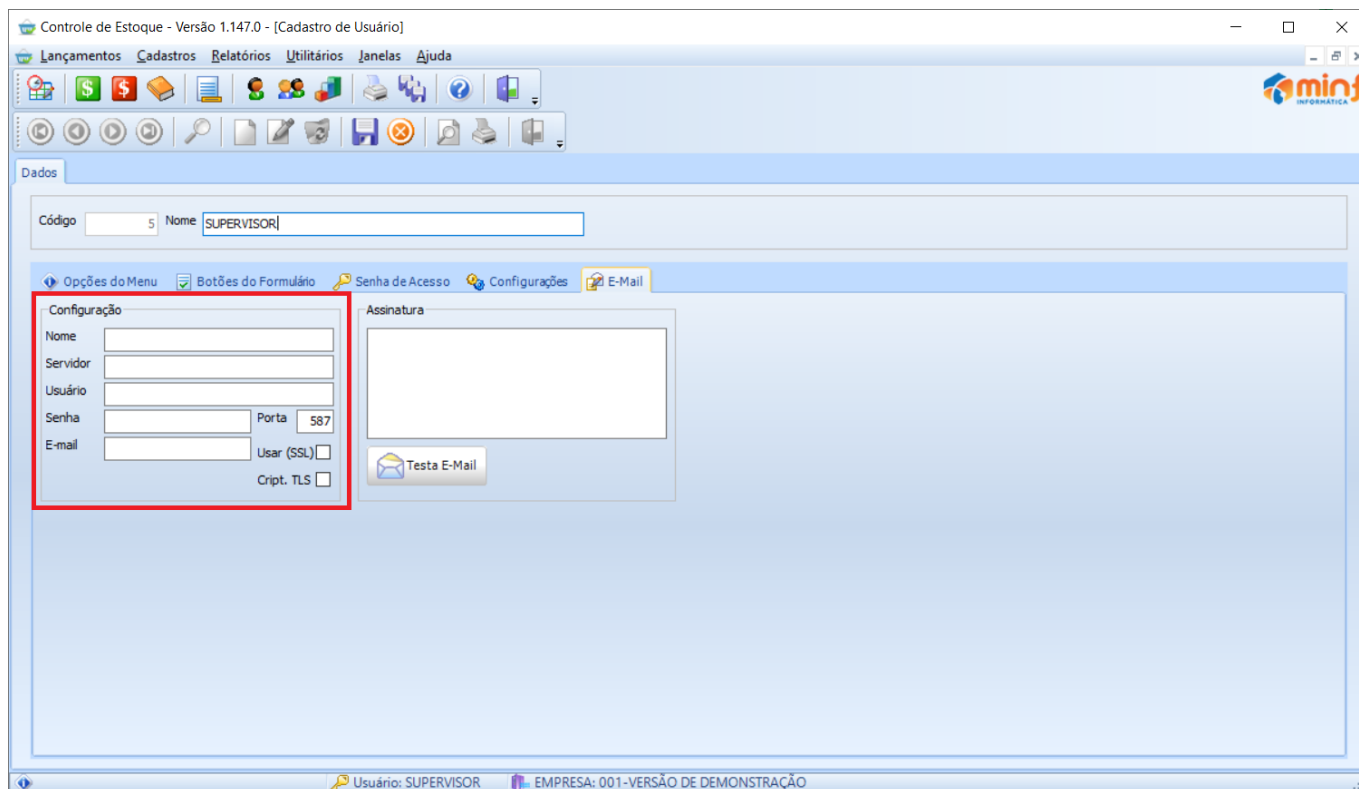 Controle de Estoque - Versão 1.147.0 - [Cadastro de Usuário]
Lançamentos Cadastros Relatórios Utilitários Janelas Ajuda
minf
INFORMÁTICA
Dados
Código 5 Nome SUPERVISOR
Opções do Menu Botões do Formulário Senha de Acesso Configurações E-Mail
Configuração Assinatura
Nome
Servidor
Usuário
Senha Porta 587
E-mail Usar (SSL)
Testa E-Mail
Cript. TLS
Usuário: SUPERVISOR EMPRESA: 001-VERSÃO DE DEMONSTRAÇÃO